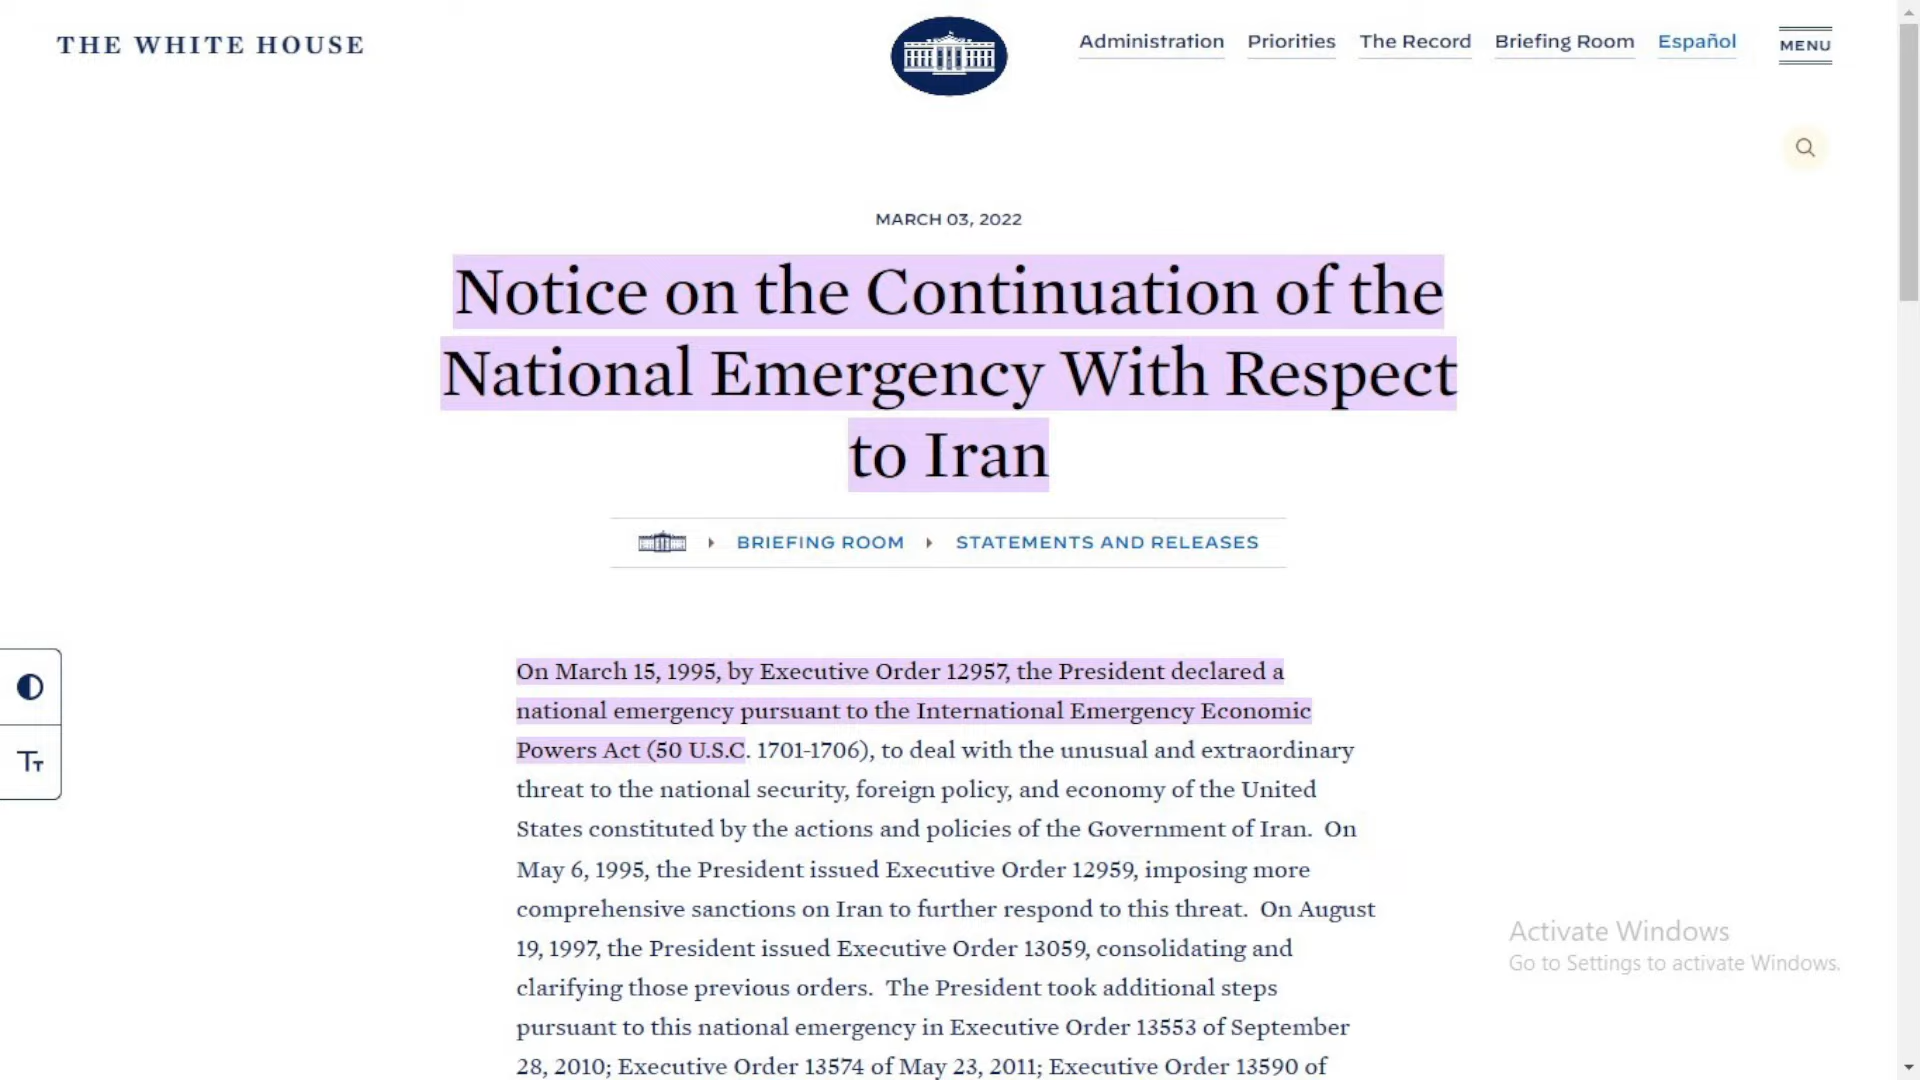 THE WHITE HOUSE
Administration Priorities The Record Briefing Room Español MENU
MARCH 03, 2022
Notice on the Continuation of the
National Emergency With Respect
to Iran
BRIEFING ROOM STATEMENTS AND RELEASES
On March 15, 1995, by Executive Order 12957, the President declared a
national emergency pursuant to the International Emergency Economic
Powers Act (50 U.S.C. 1701-1706), to deal with the unusual and extraordinary
threat to the national security, foreign policy, and economy of the United
States constituted by the actions and policies of the Government of Iran.  On
May 6, 1995, the President issued Executive Order 12959, imposing more
comprehensive sanctions on Iran to further respond to this threat.  On August
19, 1997, the President issued Executive Order 13059, consolidating and
clarifying those previous orders.  The President took additional steps
pursuant to this national emergency in Executive Order 13553 of September
28, 2010; Executive Order 13574 of May 23, 2011; Executive Order 13590 of
Tт
Activate Windows
Go to Settings to activate Windows.